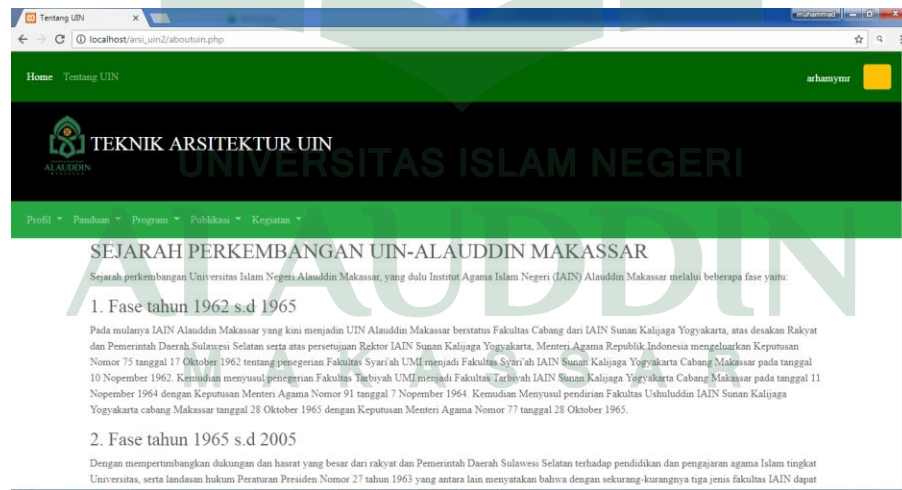 Tentang UIN
muhammad
localhost/arsi_uin2/aboutuin.php
Home Tentang UIN
arhamymr
TEKNIK ARSITEKTUR UIN
ALAUDDIN
UNIVERSITAS ISLAM NEGERI
Profil Panduan Program Publikasi Kegiatan
ALAUDDIN
SEJARAH PERKEMBANGAN UIN-ALAUDDIN MAKASSAR
Sejarah perkembangan Universitas Islam Negeri Alauddin Makassar, yang dulu Institut Agama Islam Negeri (IAIN) Alauddin Makassar melalui beberapa fase yaitu:
1. Fase tahun 1962 s.d 1965
Pada mulanya IAIN Alauddin Makassar yang kini menjadin UIN Alauddin Makassar berstatus Fakultas Cabang dari IAIN Sunan Kalijaga Yogyakarta, atas desakan Rakyat
dan Pemerintah Daerah Sulawesi Selatan serta atas persetujuan Rektor IAIN Sunan Kalijaga Yogyakarta, Menteri Agama Republik Indonesia mengeluarkan Keputusan
Nomor 75 tanggal 17 Oktober 1962 tentang penegerian Fakultas Syari'ah UMI menjadi Fakultas Syari'ah IAIN Sunan Kalijaga Yogyakarta Cabang Makassar pada tanggal
10 Nopember 1962. Kemudian menyusul penegerian Fakultas Tarbiyah UMI menjadi Fakultas Tarbiyah IAIN Sunan Kalijaga Yogyakarta Cabang Makassar pada tanggal 11
Nopember 1964 dengan Keputusan Menteri Agama Nomor 91 tanggal 7 Nopember 1964. Kemudian Menyusul pendirian Fakultas Ushuluddin IAIN Sunan Kalijaga
Yogyakarta cabang Makassar tanggal 28 Oktober 1965 dengan Keputusan Menteri Agama Nomor 77 tanggal 28 Oktober 1965.
MAKASSAR
2. Fase tahun 1965 s.d 2005
Dengan mempertimbangkan dukungan dan hasrat yang besar dari rakyat dan Pemerintah Daerah Sulawesi Selatan terhadap pendidikan dan pengajaran agama Islam tingkat
Universitas, serta landasan hukum Peraturan Presiden Nomor 27 tahun 1963 yang antara lain menyatakan bahwa dengan sekurang-kurangnya tiga jenis fakultas IAIN dapat